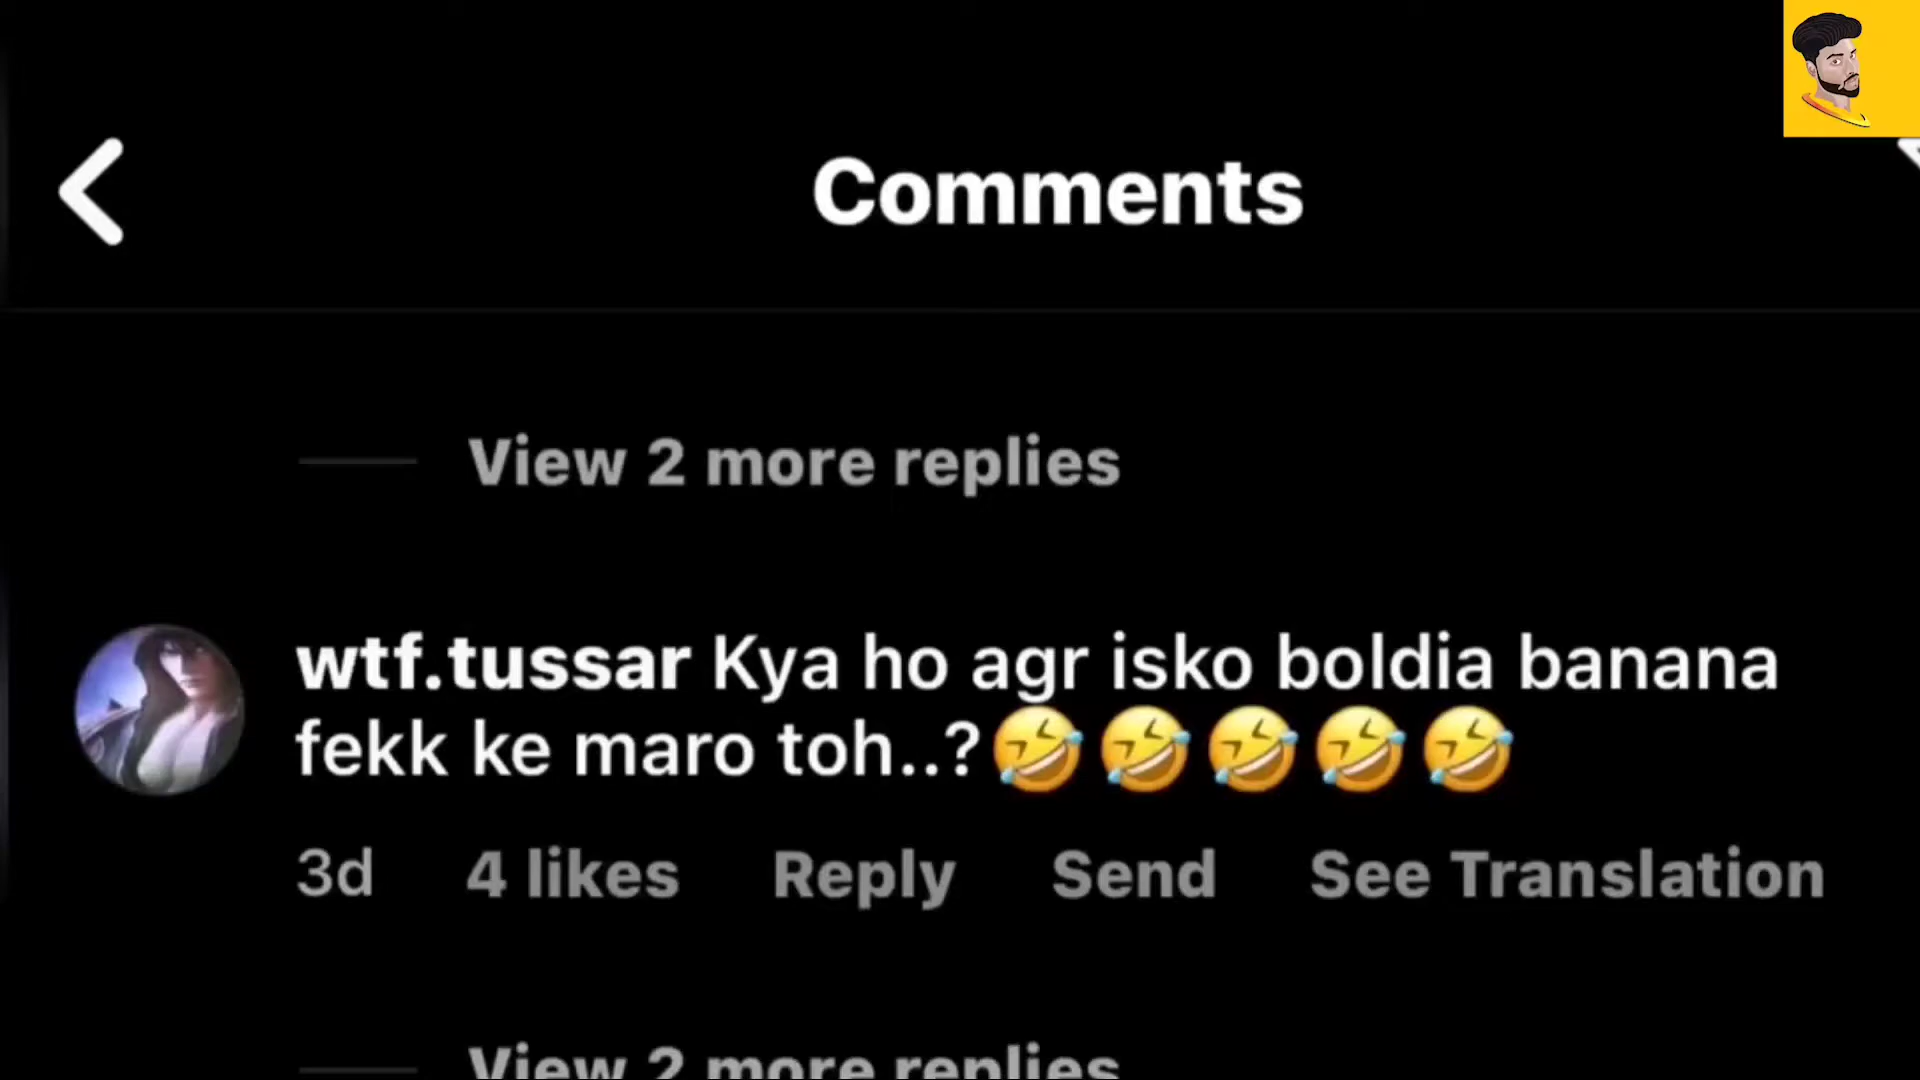 Comments
View 2 more replies
wtf.tussar Kya ho agr isko boldia banana
fekk ke maro toh..?🤣🤣🤣🤣🤣
3d 4 likes Reply Send See Translation
View 2 more replies